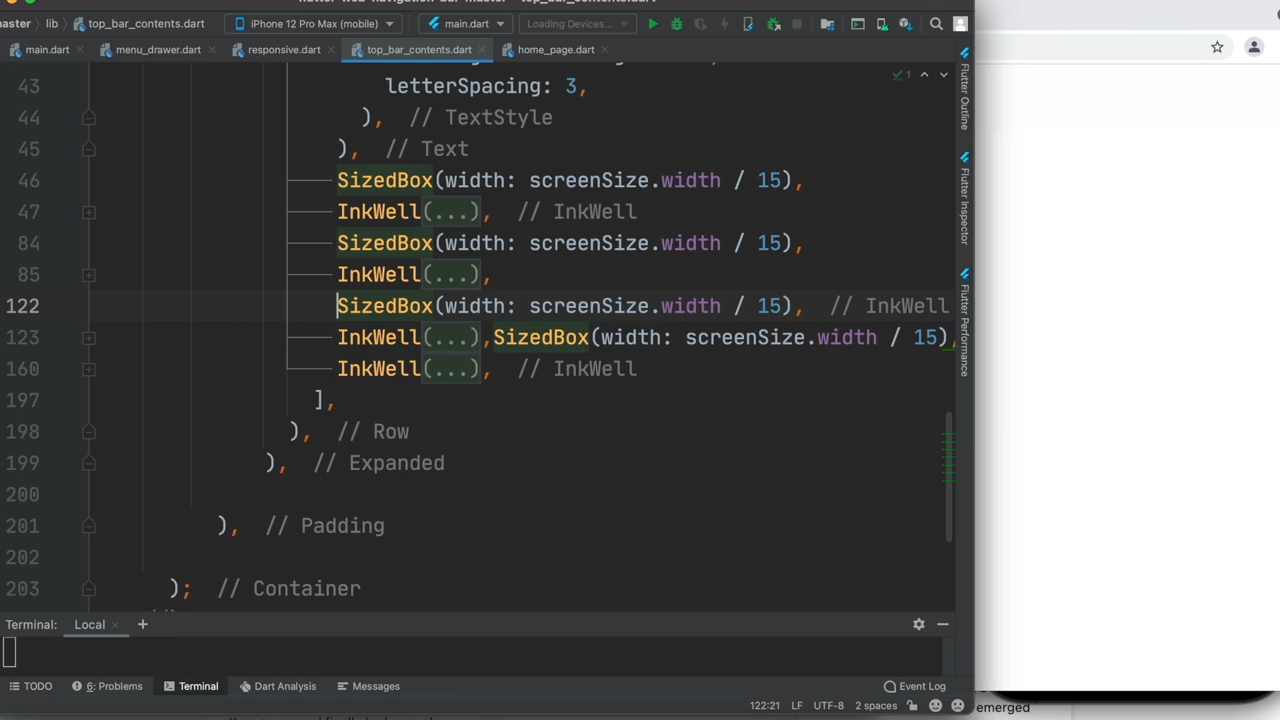 master
lib
top_bar_contents.dart
iPhone 12 Pro Max (mobile)
main.dart
Loading Devices...
main.dart
menu_drawer.dart
responsive.dart
top_bar_contents.dart
home_page.dart
43 letterSpacing: 3,
44 ), // TextStyle
45 ), // Text
46 SizedBox(width: screenSize.width / 15),
47 InkWell(...), // InkWell
84 SizedBox(width: screenSize.width / 15),
85 InkWell(...),
122 SizedBox(width: screenSize.width / 15), // InkWell
123 InkWell(...),SizedBox(width: screenSize.width / 15),
160 InkWell(...), // InkWell
197 ],
198 ), // Row
199 ), // Expanded
200
201 ), // Padding
202
203 ); // Container
1
Flutter Outline
Flutter Inspector
Flutter Performance
Terminal: Local
TODO
6: Problems
Terminal
Dart Analysis
Messages
Event Log
122:21 LF UTF-8 2 spaces
emerged